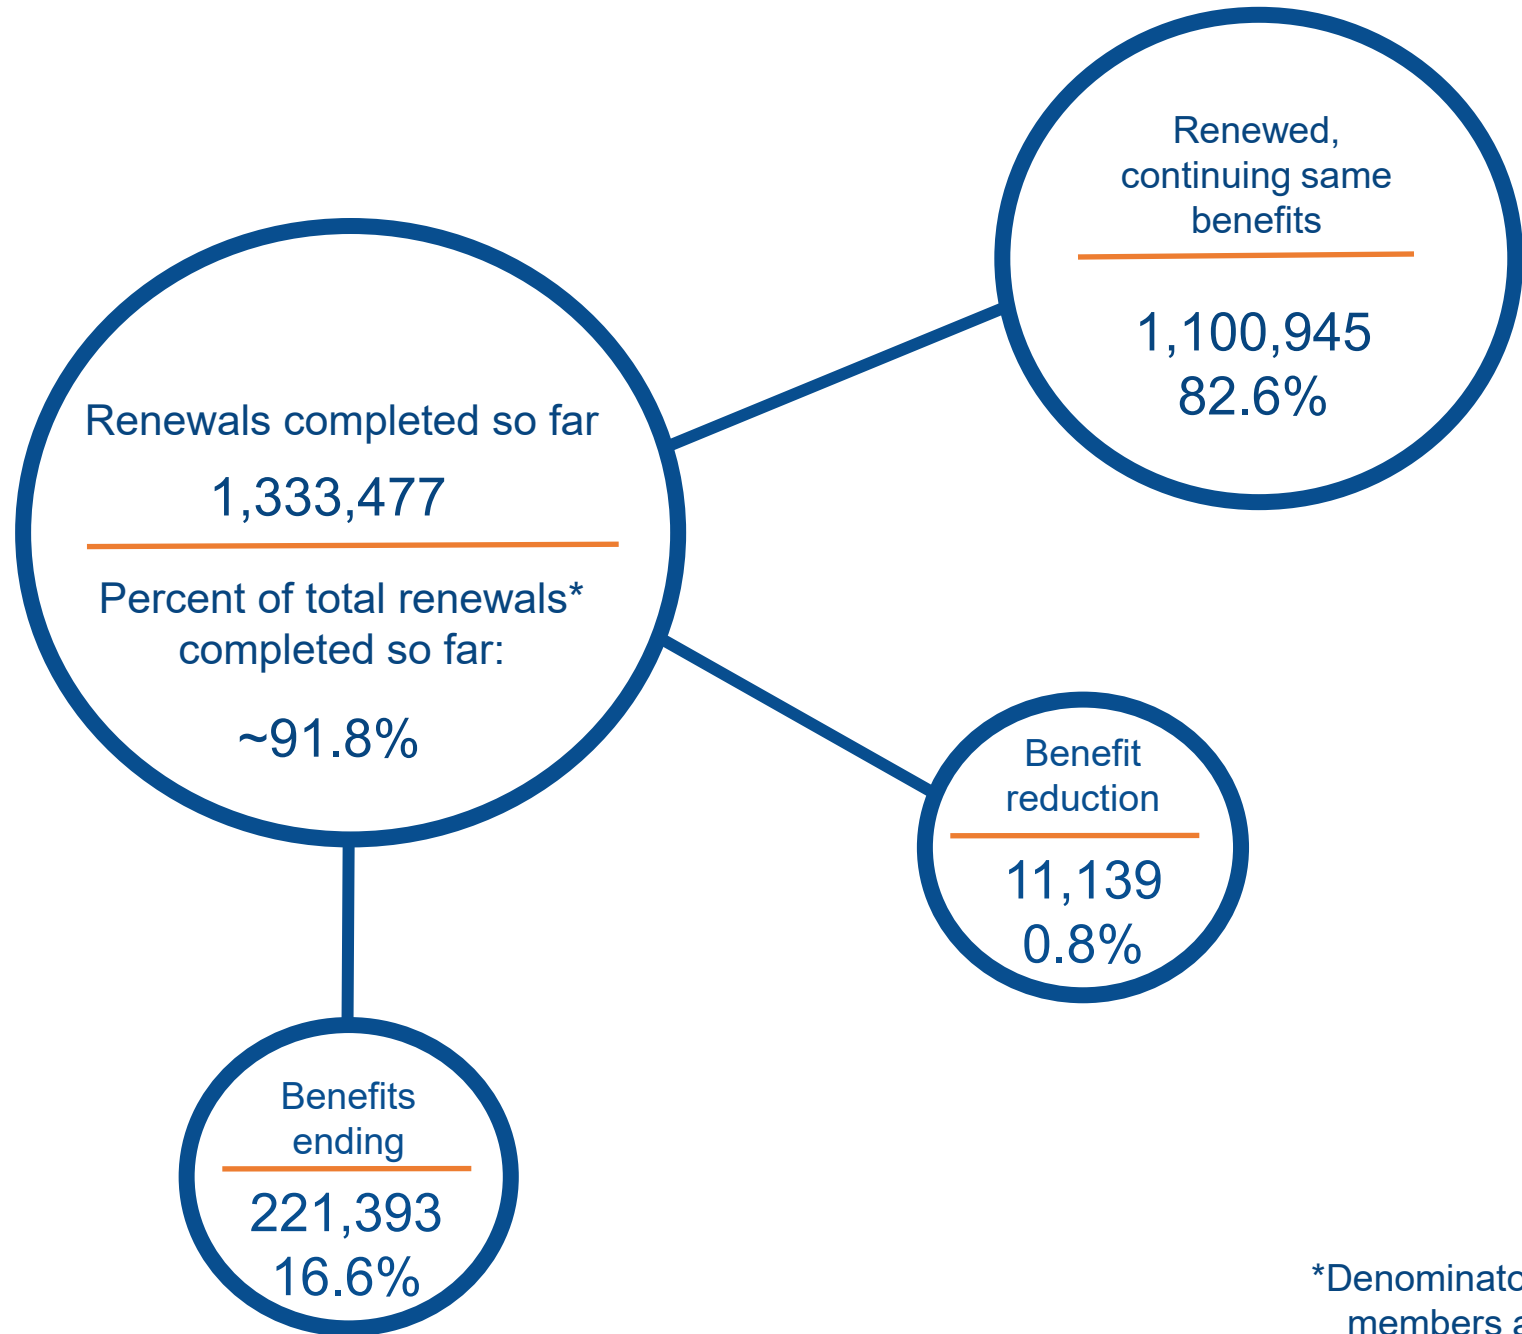 Renewed,
continuing same
benefits
1,100,945
82.6%
Renewals completed so far
1,333,477
Percent of total renewals*
completed so far:
~91.8%
Benefit
reduction
11,139
0.8%
Benefits
ending
221,393
16.6%
members